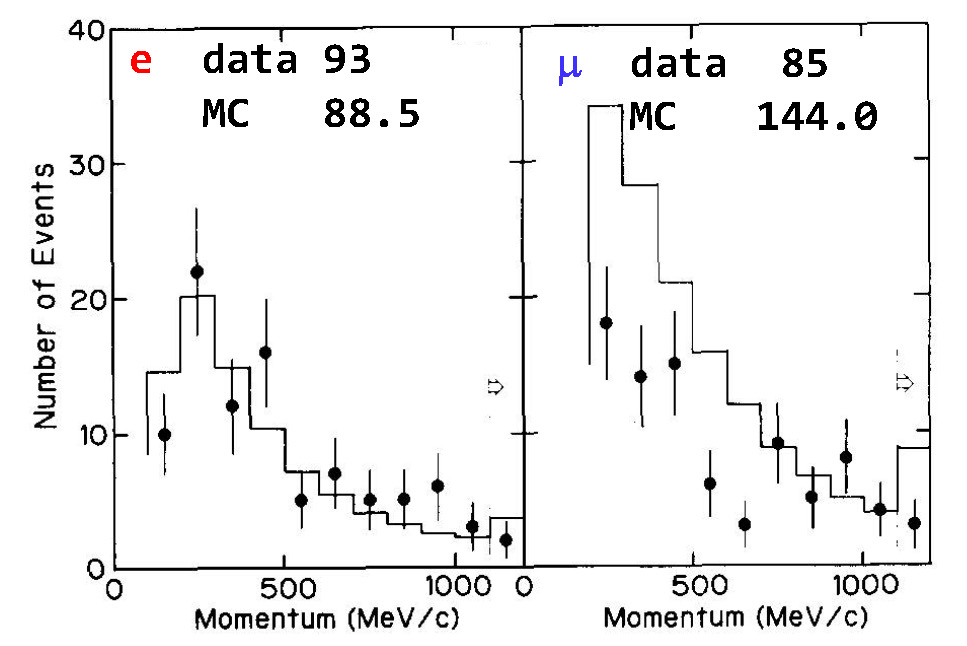 40
30
20
10
0
Number of Events
e data 93
MC 88.5
0 500 1000
Momentum (MeV/c)
μ data 85
MC 144.0
0 500 1000
Momentum (MeV/c)